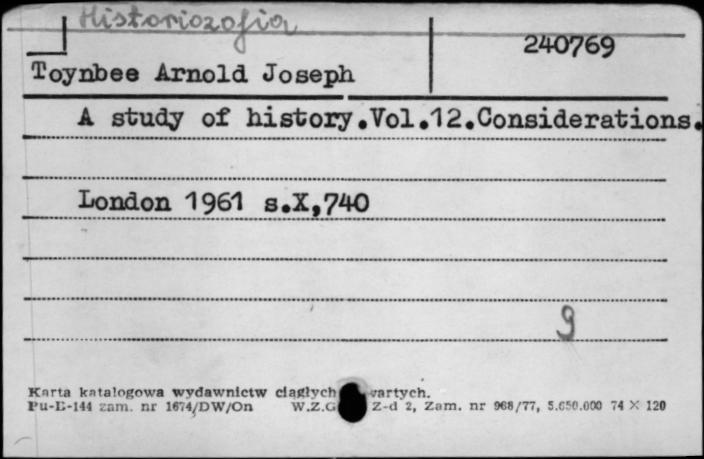 Historiozofia
240769
Toynbee Arnold Joseph
A study of history.Vol.12.Considerations.
London 1961 s.X,740
9
Karta katalogowa wydawnictw ciągłych wartych.
Pu-E-144 zam. nr 1674/DW/On W.Z.G Z-d 2, Zam. nr 968/77, 5.650.000 74 X 120